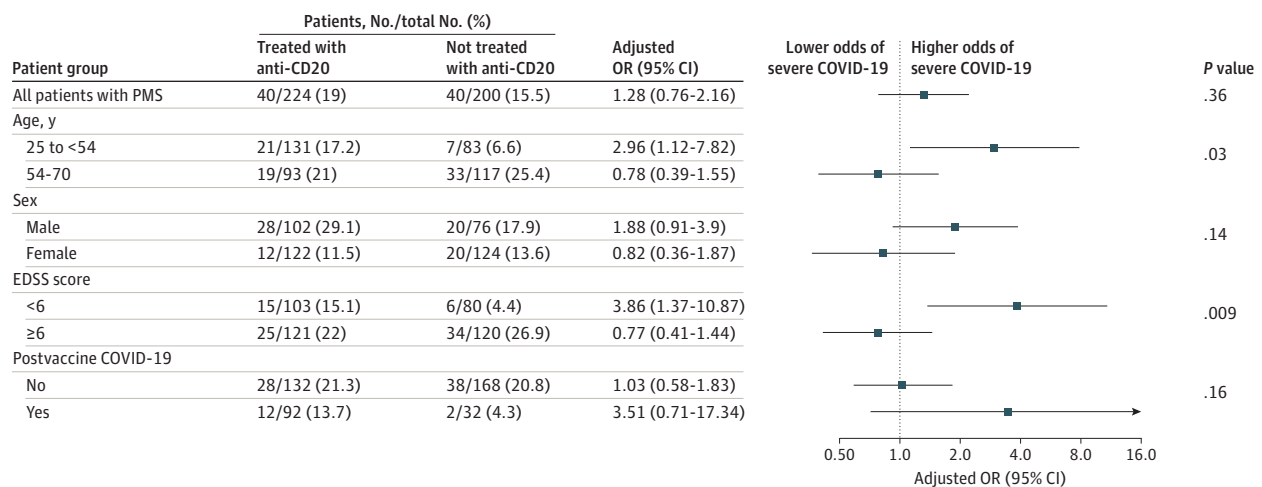 Patients, No./total No. (%)
Patient group Treated with anti-CD20 Not treated with anti-CD20 Adjusted OR (95% CI) Lower odds of severe COVID-19 Higher odds of severe COVID-19 P value
All patients with PMS 40/224 (19) 40/200 (15.5) 1.28 (0.76-2.16) .36
Age, y
25 to <54 21/131 (17.2) 7/83 (6.6) 2.96 (1.12-7.82)
.03
54-70 19/93 (21) 33/117 (25.4) 0.78 (0.39-1.55)
Sex
Male 28/102 (29.1) 20/76 (17.9) 1.88 (0.91-3.9)
.14
Female 12/122 (11.5) 20/124 (13.6) 0.82 (0.36-1.87)
EDSS score
<6 15/103 (15.1) 6/80 (4.4) 3.86 (1.37-10.87)
.009
≥6 25/121 (22) 34/120 (26.9) 0.77 (0.41-1.44)
Postvaccine COVID-19
No 28/132 (21.3) 38/168 (20.8) 1.03 (0.58-1.83)
.16
Yes 12/92 (13.7) 2/32 (4.3) 3.51 (0.71-17.34)
0.50 1.0 2.0 4.0 8.0 16.0
Adjusted OR (95% CI)